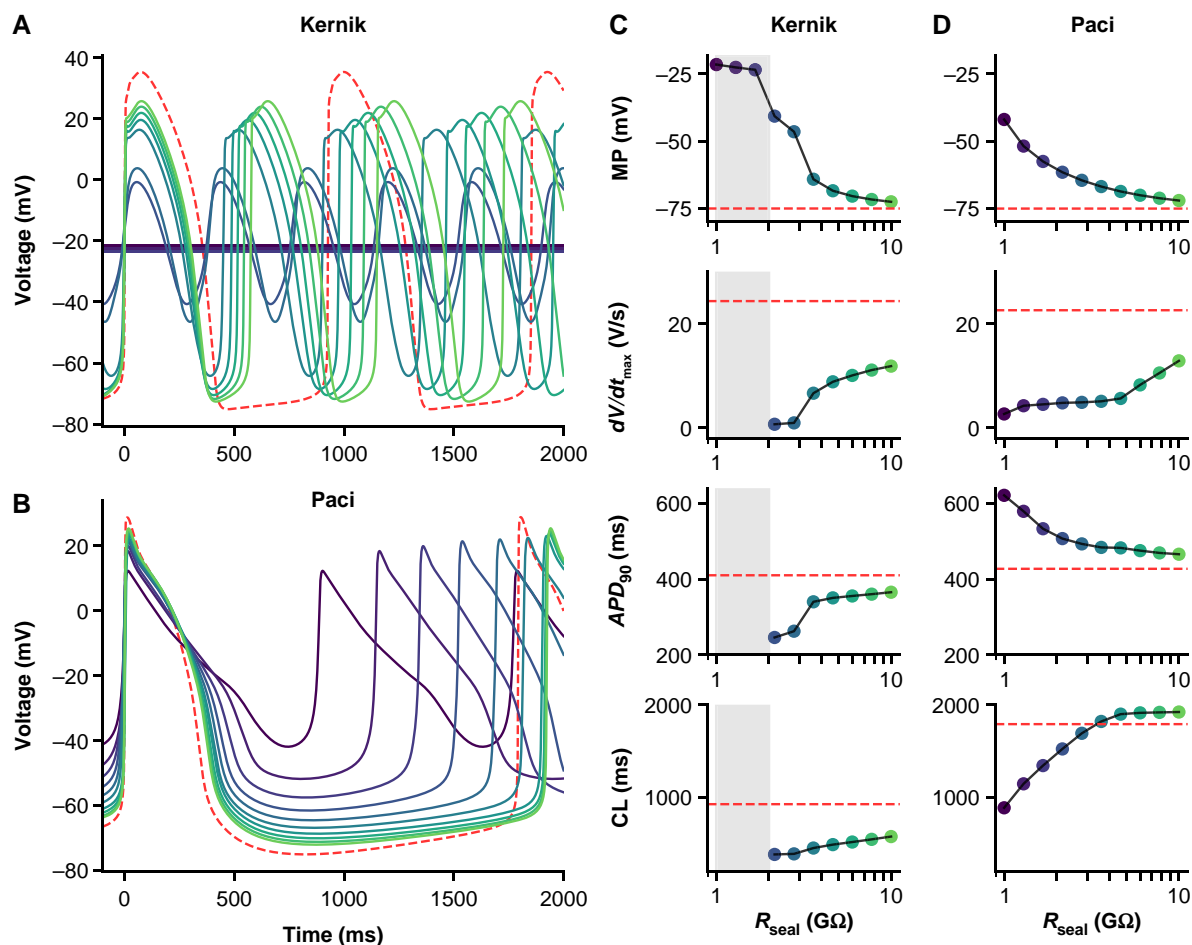 A
Kernik
40
20
0
−20
−40
−60
−80
Voltage (mV)
0 500 1000 1500 2000
B
Paci
20
0
−20
−40
−60
−80
Voltage (mV)
0 500 1000 1500 2000
Time (ms)
C
Kernik
−25
−50
−75
MP (mV)
1 10
20
0
dV/dtmax (V/s)
1 10
600
400
200
APD90 (ms)
1 10
2000
1000
CL (ms)
1 10
Rseal (GΩ)
D
Paci
−25
−50
−75
1 10
20
0
1 10
600
400
200
1 10
2000
1000
1 10
Rseal (GΩ)